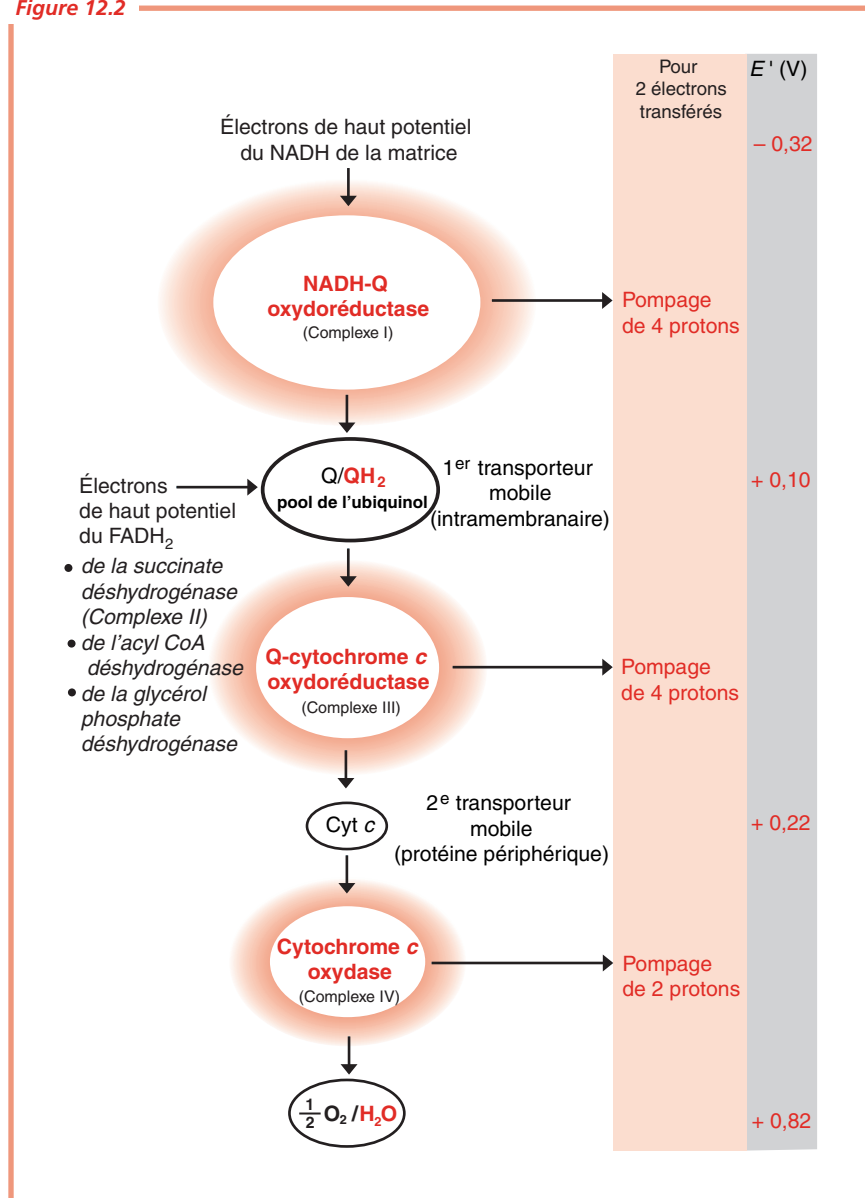 Figure 12.2
Pour
2 électrons
transférés
E ' (V)
Électrons de haut potentiel
du NADH de la matrice
– 0,32
NADH-Q
oxydoréductase
(Complexe I)
Pompage
de 4 protons
Q/QH2
pool de l'ubiquinol
1er transporteur
mobile
(intramembranaire)
+ 0,10
Électrons
de haut potentiel
du FADH2
• de la succinate
déshydrogénase
(Complexe II)
• de l'acyl CoA
déshydrogénase
• de la glycérol
phosphate
déshydrogénase
Q-cytochrome c
oxydoréductase
(Complexe III)
Pompage
de 4 protons
Cyt c
2e transporteur
mobile
(protéine périphérique)
+ 0,22
Cytochrome c
oxydase
(Complexe IV)
Pompage
de 2 protons
1/2 O2 /H2O
+ 0,82